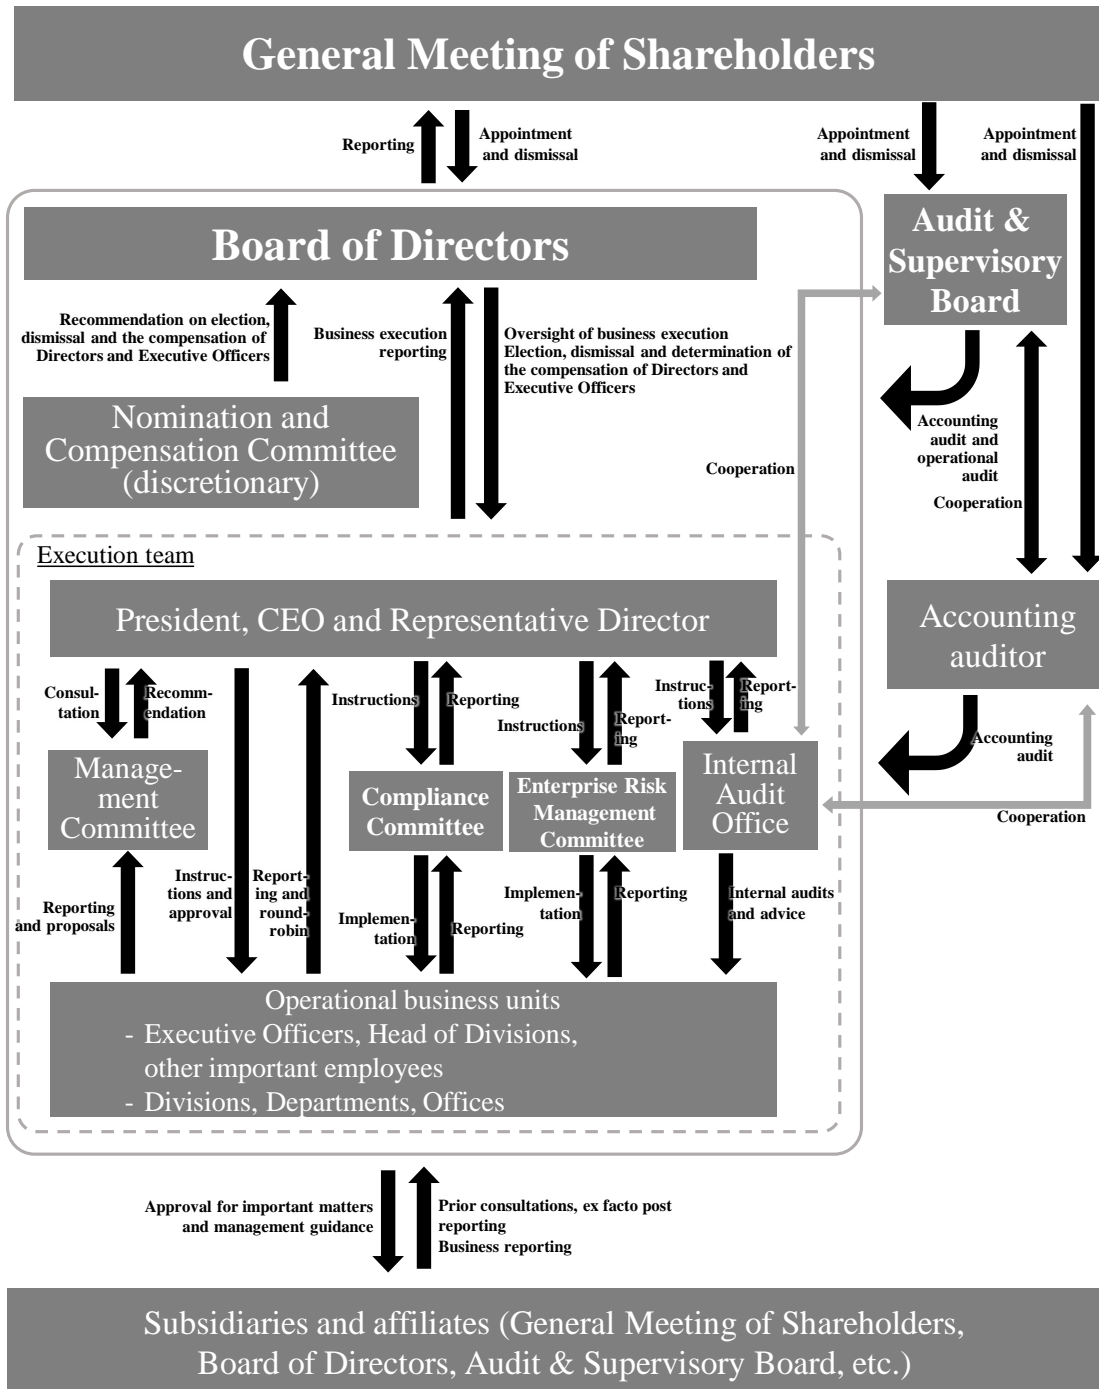 General Meeting of Shareholders
Reporting
Appointment
and dismissal
Appointment
and dismissal
Appointment
and dismissal
Board of Directors
Audit &
Supervisory
Board
Recommendation on election,
dismissal and the compensation of
Directors and Executive Officers
Business execution
reporting
Oversight of business execution
Election, dismissal and determination of
the compensation of Directors and
Executive Officers
Nomination and
Compensation Committee
(discretionary)
Cooperation
Accounting
audit and
operational
audit
Cooperation
Execution team
President, CEO and Representative Director
Accounting
auditor
Consul-
tation
Recomm-
endation
Instructions
Reporting
Instructions
Report-
ing
Instruc-
tions
Report-
ing
Accounting
audit
Manage-
ment
Committee
Compliance
Committee
Enterprise Risk
Management
Committee
Internal
Audit
Office
Cooperation
Reporting
and proposals
Instruc-
tions and
approval
Report-
ing and
round-
robin
Implemen-
tation
Reporting
Implemen-
tation
Reporting
Internal audits
and advice
Operational business units
- Executive Officers, Head of Divisions,
other important employees
- Divisions, Departments, Offices
Approval for important matters
and management guidance
Prior consultations, ex facto post
reporting
Business reporting
Subsidiaries and affiliates (General Meeting of Shareholders,
Board of Directors, Audit & Supervisory Board, etc.)